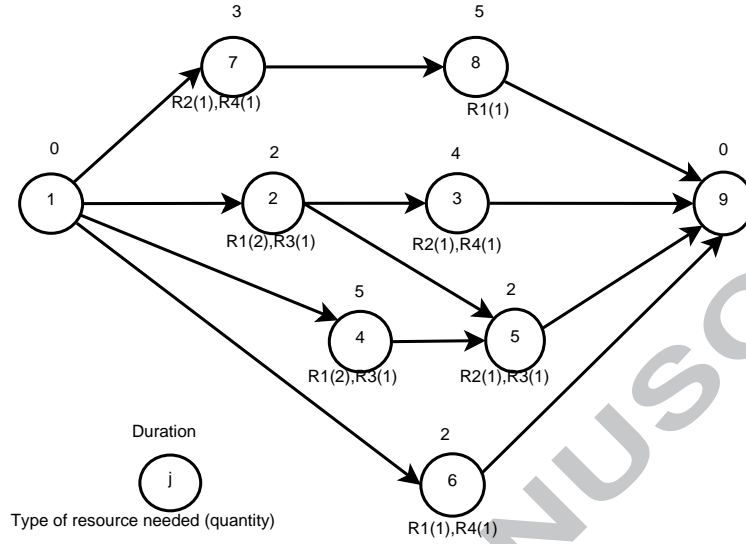 3 5
7 8
R2(1),R4(1) R1(1)
0 2 4 0
1 2 3 9
R1(2),R3(1) R2(1),R4(1)
5 2
4 5
R1(2),R3(1) R2(1),R3(1)
Duration 2
j 6
Type of resource needed (quantity)
R1(1),R4(1)
NUSC